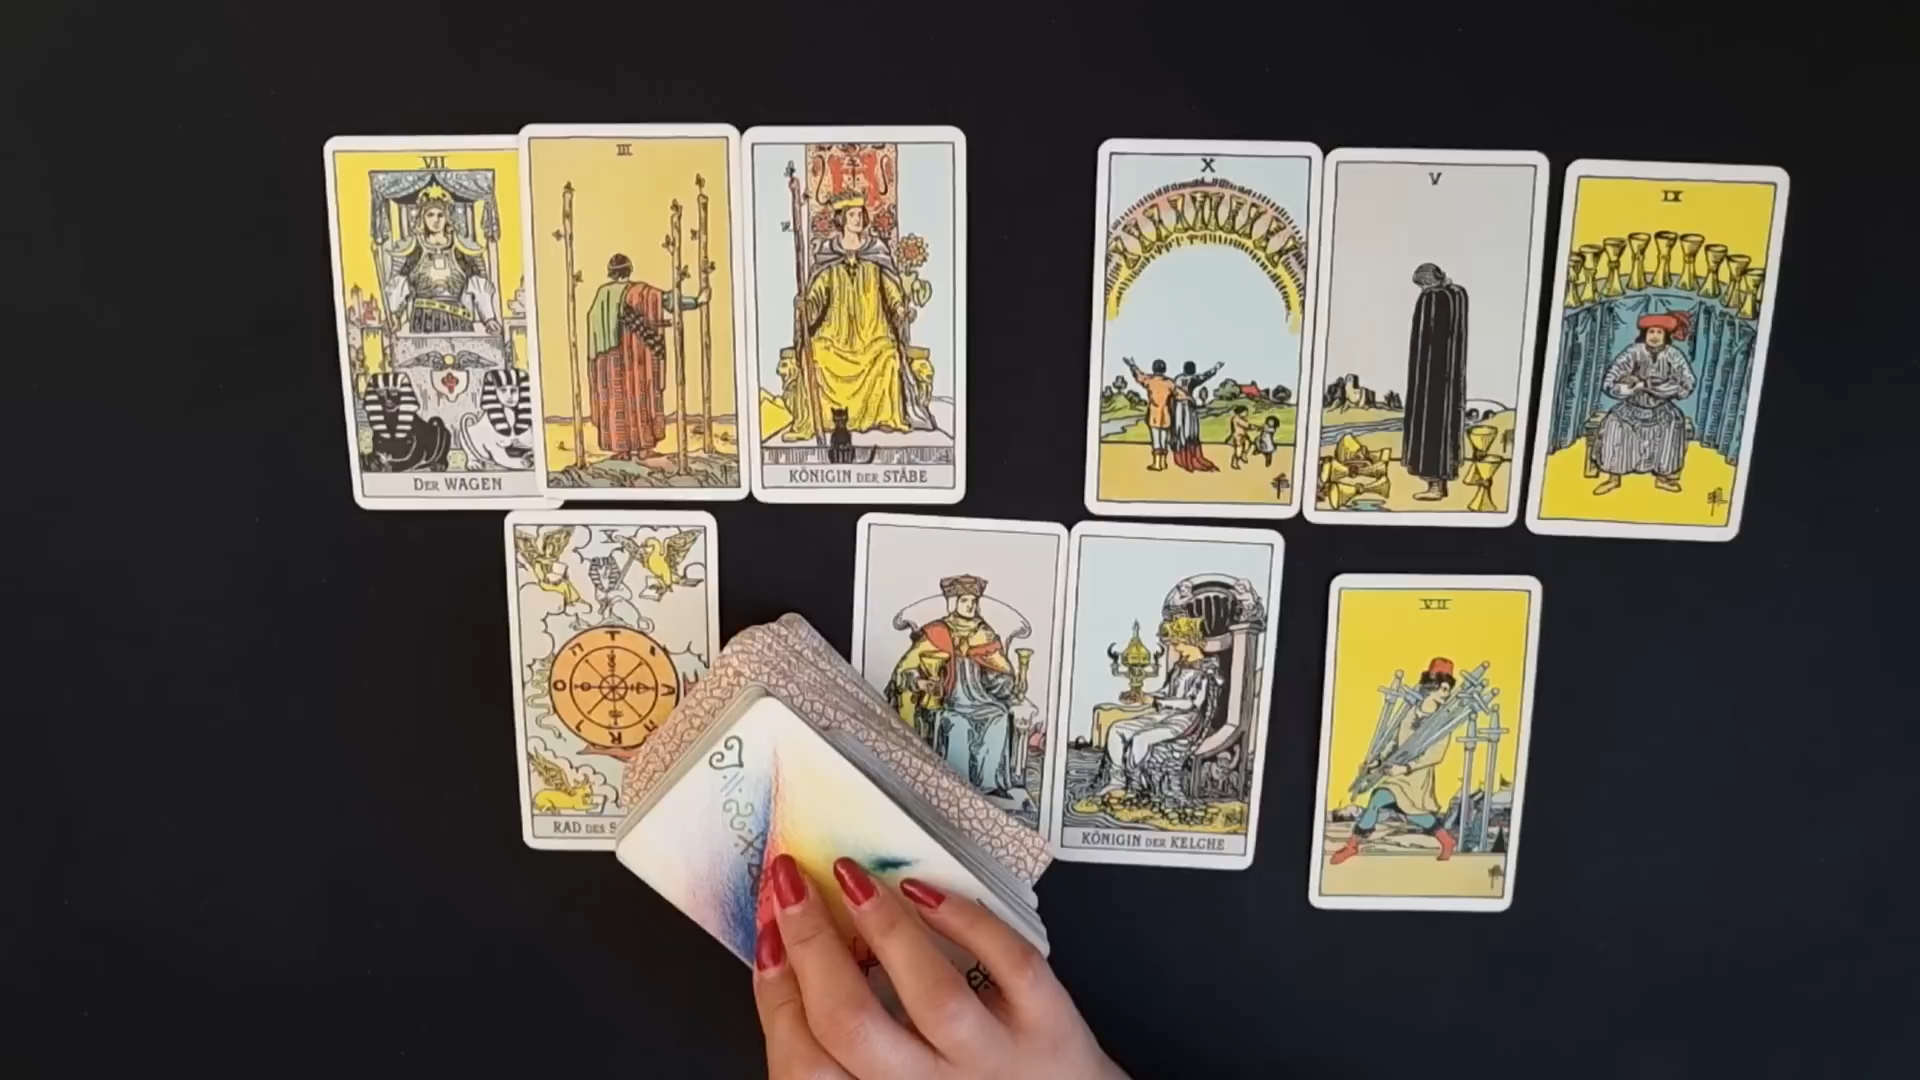 VII
III
X
V
IX
DER WAGEN
KÖNIGIN DER STÄBE
X
VII
RAD DES S
KÖNIGIN DER KELCHE